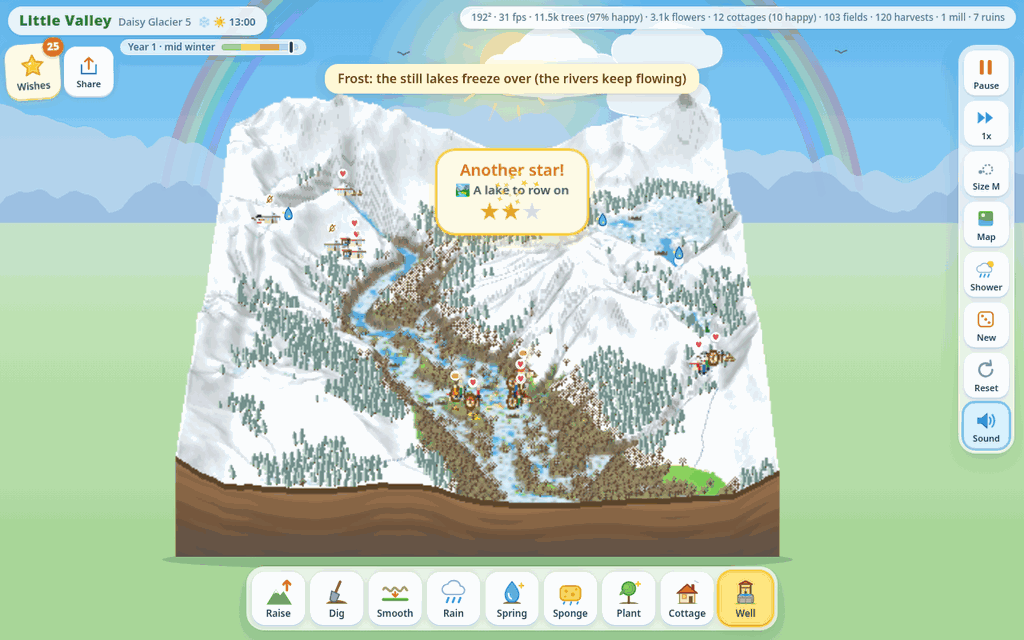 Little Valley Daisy Glacier 5 13:00
192² · 31 fps · 11.5k trees (97% happy) · 3.1k flowers · 12 cottages (10 happy) · 103 fields · 120 harvests · 1 mill · 7 ruins
Year 1 · mid winter
25
Wishes
Share
Frost: the still lakes freeze over (the rivers keep flowing)
Another star!
A lake to row on
Pause
1x
Size M
Map
Shower
New
Reset
Sound
Raise
Dig
Smooth
Rain
Spring
Sponge
Plant
Cottage
Well